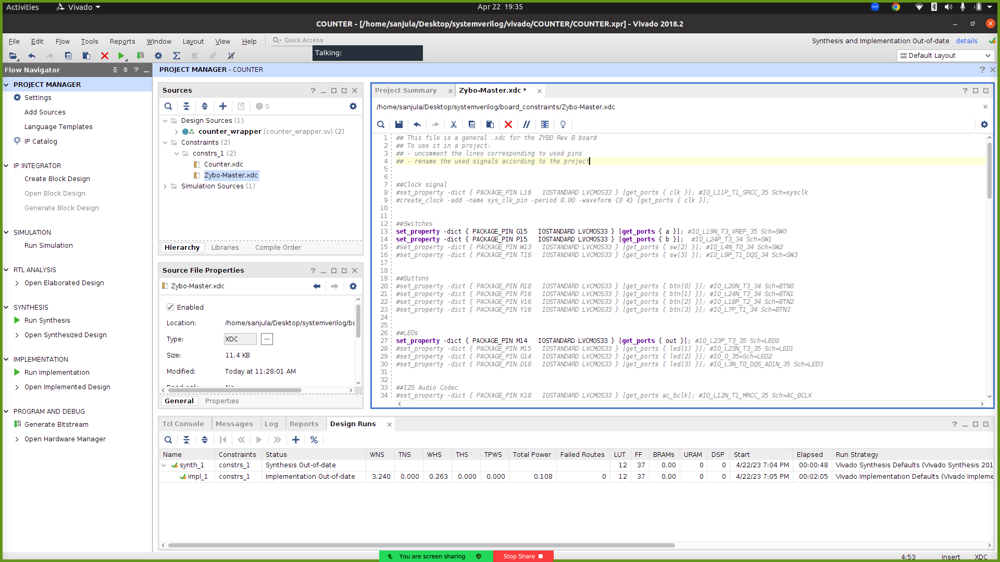 Activities
Vivado
Apr 22 19:35
zoom
COUNTER - [/home/sanjula/Desktop/systemverilog/vivado/COUNTER/COUNTER.xpr] - Vivado 2018.2
File Edit Flow Tools Reports Window Layout View Help
Quick Access
Synthesis and Implementation Out-of-date details
Talking:
Default Layout
Flow Navigator
PROJECT MANAGER
Settings
Add Sources
Language Templates
IP Catalog
IP INTEGRATOR
Create Block Design
Open Block Design
Generate Block Design
SIMULATION
Run Simulation
RTL ANALYSIS
Open Elaborated Design
SYNTHESIS
Run Synthesis
Open Synthesized Design
IMPLEMENTATION
Run Implementation
Open Implemented Design
PROGRAM AND DEBUG
Generate Bitstream
Open Hardware Manager
PROJECT MANAGER - COUNTER
Sources
0
Design Sources (1)
counter_wrapper (counter_wrapper.sv) (2)
Constraints (2)
constrs_1 (2)
Counter.xdc
Zybo-Master.xdc
Simulation Sources (1)
Hierarchy Libraries Compile Order
Source File Properties
Zybo-Master.xdc
Enabled
Location: /home/sanjula/Desktop/systemverilog/bo
Type: XDC
Size: 11.4 KB
Modified: Today at 11:28:01 AM
General Properties
Project Summary
Zybo-Master.xdc *
/home/sanjula/Desktop/systemverilog/board_constraints/Zybo-Master.xdc
1 ## This file is a general .xdc for the ZYBO Rev B board
2 ## To use it in a project:
3 ## - uncomment the lines corresponding to used pins
4 ## - rename the used signals according to the project
5
6
7 ##Clock signal
8 #set_property -dict { PACKAGE_PIN L16 IOSTANDARD LVCMOS33 } [get_ports { clk }]; #IO_L11P_T1_SRCC_35 Sch=sysclk
9 #create_clock -add -name sys_clk_pin -period 8.00 -waveform {0 4} [get_ports { clk }];
10
11
12 ##Switches
13 set_property -dict { PACKAGE_PIN G15 IOSTANDARD LVCMOS33 } [get_ports { a }]; #IO_L19N_T3_VREF_35 Sch=SW0
14 set_property -dict { PACKAGE_PIN P15 IOSTANDARD LVCMOS33 } [get_ports { b }]; #IO_L24P_T3_34 Sch=SW1
15 #set_property -dict { PACKAGE_PIN W13 IOSTANDARD LVCMOS33 } [get_ports { sw[2] }]; #IO_L4N_T0_34 Sch=SW2
16 #set_property -dict { PACKAGE_PIN T16 IOSTANDARD LVCMOS33 } [get_ports { sw[3] }]; #IO_L9P_T1_DQS_34 Sch=SW3
17
18
19 ##Buttons
20 #set_property -dict { PACKAGE_PIN R18 IOSTANDARD LVCMOS33 } [get_ports { btn[0] }]; #IO_L20N_T3_34 Sch=BTN0
21 #set_property -dict { PACKAGE_PIN P16 IOSTANDARD LVCMOS33 } [get_ports { btn[1] }]; #IO_L24N_T3_34 Sch=BTN1
22 #set_property -dict { PACKAGE_PIN V16 IOSTANDARD LVCMOS33 } [get_ports { btn[2] }]; #IO_L18P_T2_34 Sch=BTN2
23 #set_property -dict { PACKAGE_PIN Y16 IOSTANDARD LVCMOS33 } [get_ports { btn[3] }]; #IO_L7P_T1_34 Sch=BTN3
24
25
26 ##LEDs
27 set_property -dict { PACKAGE_PIN M14 IOSTANDARD LVCMOS33 } [get_ports { out }]; #IO_L23P_T3_35 Sch=LED0
28 #set_property -dict { PACKAGE_PIN M15 IOSTANDARD LVCMOS33 } [get_ports { led[1] }]; #IO_L23N_T3_35 Sch=LED1
29 #set_property -dict { PACKAGE_PIN G14 IOSTANDARD LVCMOS33 } [get_ports { led[2] }]; #IO_0_35=Sch=LED2
30 #set_property -dict { PACKAGE_PIN D18 IOSTANDARD LVCMOS33 } [get_ports { led[3] }]; #IO_L3N_T0_DQS_AD1N_35 Sch=LED3
31
32
33 ##I2S Audio Codec
34 #set_property -dict { PACKAGE_PIN K18 IOSTANDARD LVCMOS33 } [get_ports ac_bclk]; #IO_L12N_T1_MRCC_35 Sch=AC_BCLK
Tcl Console Messages Log Reports Design Runs
Name Constraints Status WNS TNS WHS THS TPWS Total Power Failed Routes LUT FF BRAMs URAM DSP Start Elapsed Run Strategy
synth_1 constrs_1 Synthesis Out-of-date 12 37 0.00 0 0 4/22/23 7:04 PM 00:00:48 Vivado Synthesis Defaults (Vivado Synthesis 201
impl_1 constrs_1 Implementation Out-of-date 3.240 0.000 0.263 0.000 0.000 0.108 0 12 37 0.00 0 0 4/22/23 7:05 PM 00:02:05 Vivado Implementation Defaults (Vivado Impleme
You are screen sharing
Stop Share
4:53 Insert XDC